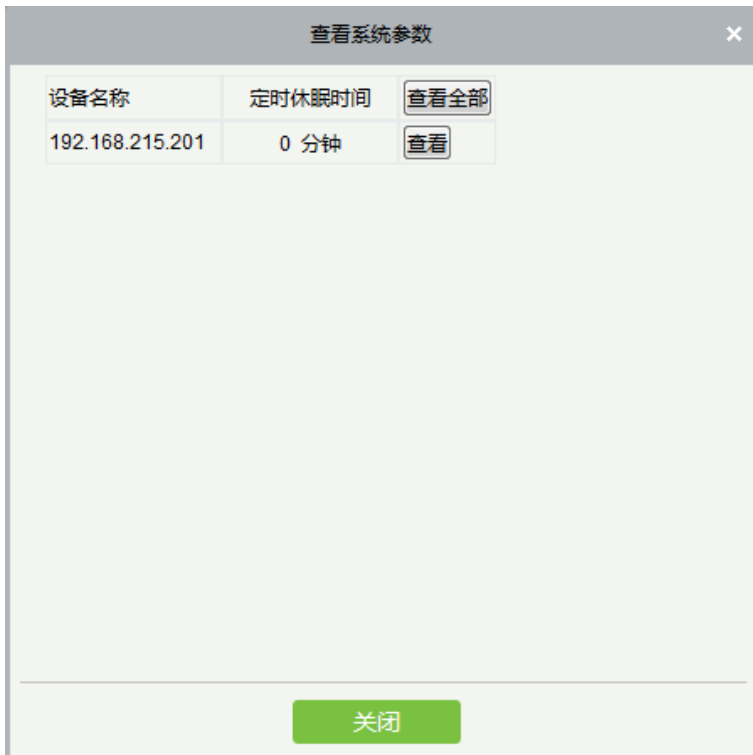 查看系统参数 ×
设备名称 定时休眠时间 查看全部
192.168.215.201 0 分钟 查看
关闭